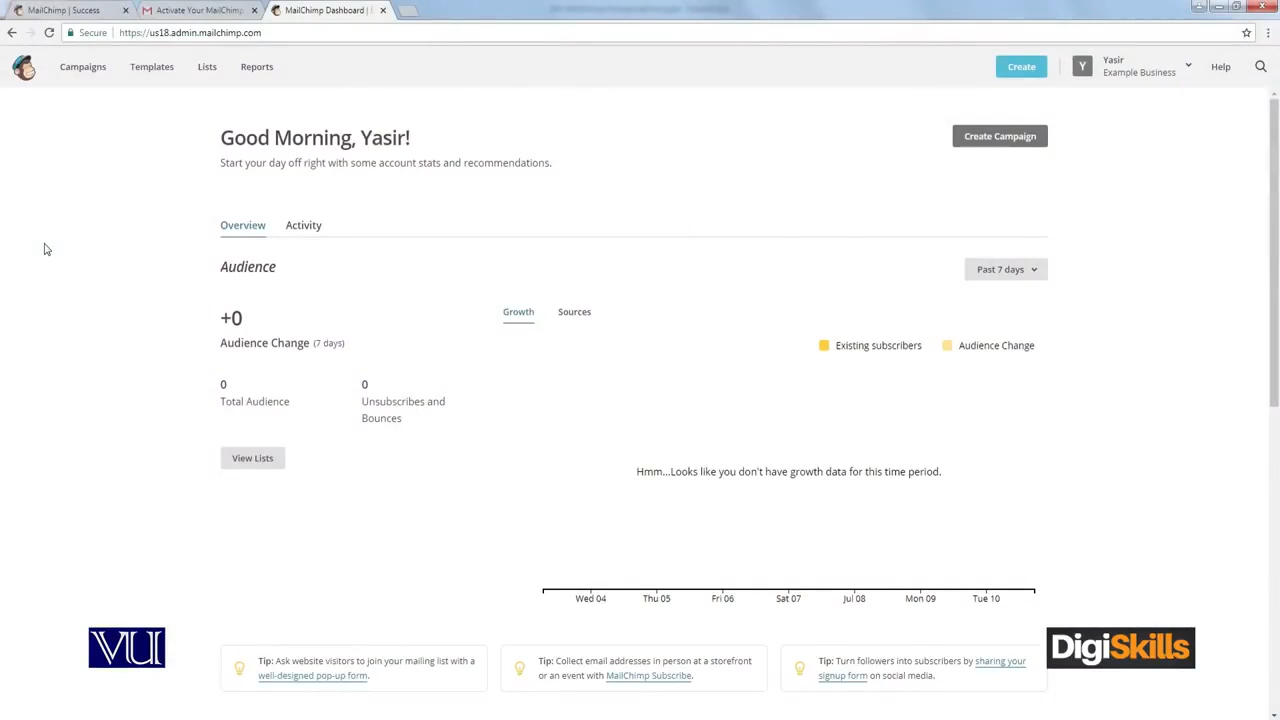 MailChimp | Success
Activate Your MailChimp
MailChimp Dashboard |
Secure
https://us18.admin.mailchimp.com
Campaigns
Templates
Lists
Reports
Create
Y
Yasir
Example Business
Help
Good Morning, Yasir!
Create Campaign
Start your day off right with some account stats and recommendations.
Overview
Activity
Audience
Past 7 days
+0
Growth
Sources
Audience Change (7 days)
Existing subscribers
Audience Change
0
0
Total Audience
Unsubscribes and
Bounces
View Lists
Hmm...Looks like you don't have growth data for this time period.
Wed 04
Thu 05
Fri 06
Sat 07
Jul 08
Mon 09
Tue 10
VU
Tip: Ask website visitors to join your mailing list with a
well-designed pop-up form.
Tip: Collect email addresses in person at a storefront
or an event with MailChimp Subscribe.
Tip: Turn followers into subscribers by sharing your
signup form on social media.
DigiSkills